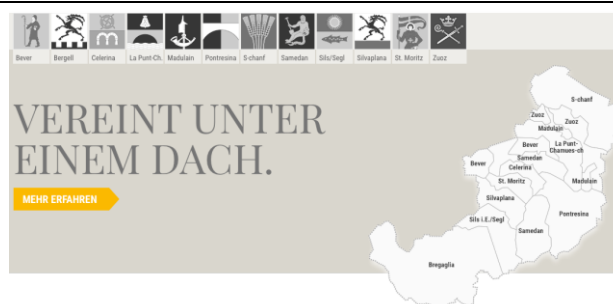 Bever Bergell Celerina La Punt-Ch. Madulain Pontresina S-chanf Samedan Sils/Segl Silvaplana St. Moritz Zuoz
VEREINT UNTER
EINEM DACH.
MEHR ERFAHREN
S-chanf
Zuoz
Zuoz
Madulain
Bever
La Punt-
Chamues-ch
Bever
Samedan
Celerina
St. Moritz
Madulain
Silvaplana
Pontresina
Sils i.E./Segl
Samedan
Bregaglia